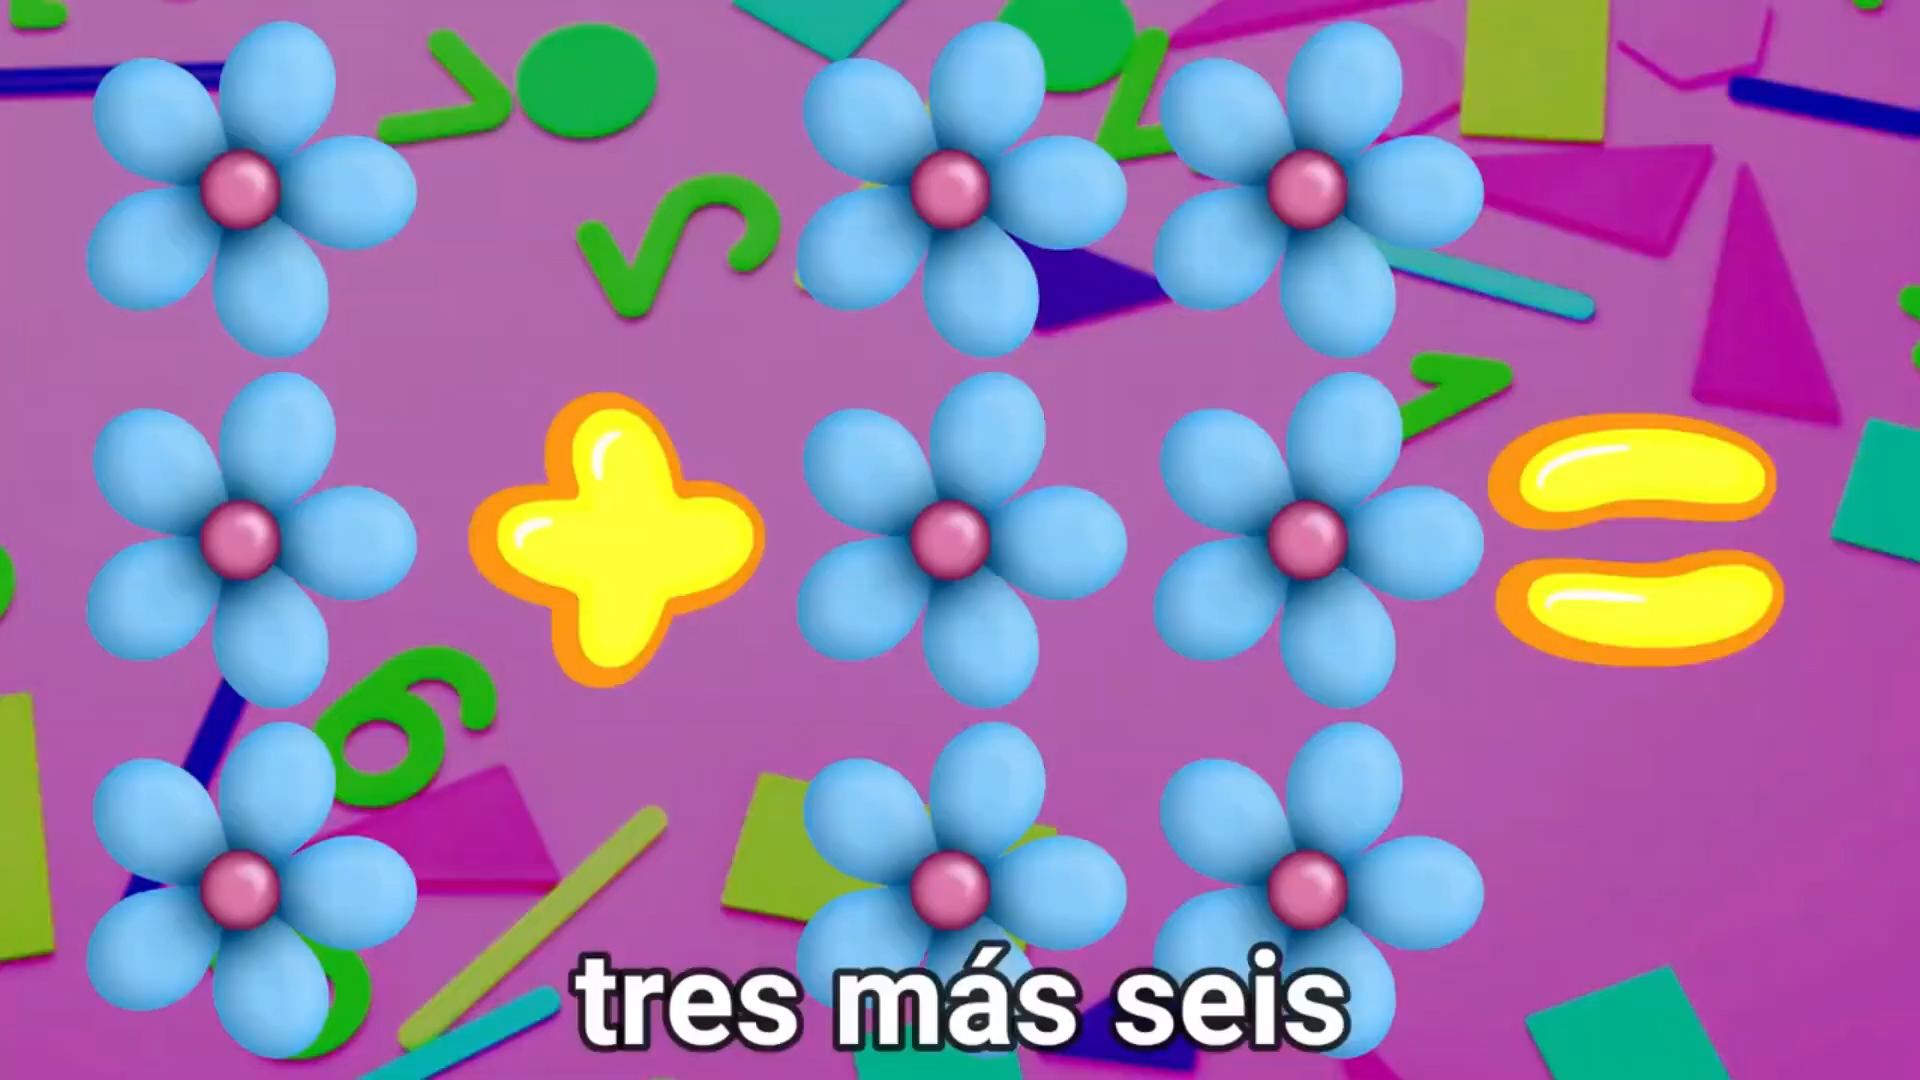 + =
tres más seis